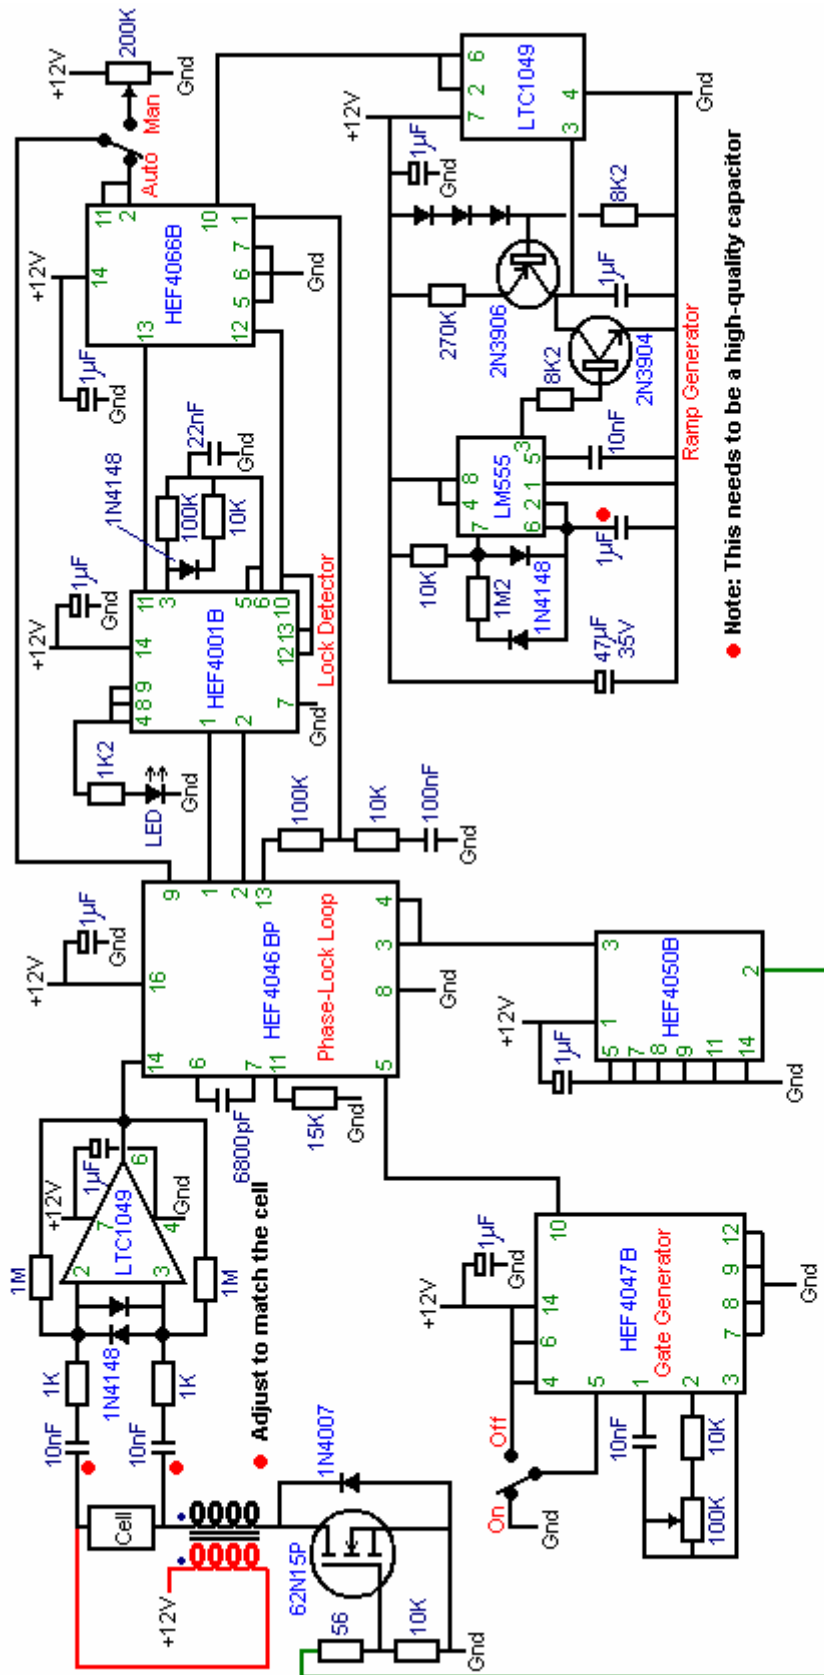 +12V
Cell
10nF
10nF
1K
1K
1N4148
1M
1M
+12V
1µF
2
3
7
4
6
LTC1049
Gnd
Adjust to match the cell
62N15P
1N4007
56
10K
Gnd
+12V
1µF
Gnd
14
16
9
6
7
11
5
8
3
4
1
2
13
HEF4046 BP
Phase-Lock Loop
6800pF
15K
Gnd
Gnd
100K
10K
100nF
Gnd
LED
1K2
Gnd
+12V
1µF
Gnd
4
8
9
14
11
1
2
3
5
6
7
12
13
10
HEF4001B
Gnd
Lock Detector
1N4148
100K
10K
22nF
Gnd
+12V
1µF
Gnd
14
11
2
13
12
5
6
7
1
10
HEF4066B
Gnd
Auto
Man
+12V
200K
Gnd
On
Off
Gnd
+12V
1µF
Gnd
4
6
14
10
5
1
2
3
7
8
9
12
HEF4047B
Gate Generator
10nF
100K
10K
Gnd
+12V
1µF
1
3
5
7
8
9
11
14
2
HEF4050B
Gnd
47µF
35V
10K
1M2
1N4148
1µF
7
4
8
6
2
1
5
3
LM555
10nF
8K2
2N3904
270K
2N3906
1µF
8K2
1µF
Gnd
+12V
7
2
6
3
4
LTC1049
Gnd
Ramp Generator
Note: This needs to be a high-quality capacitor